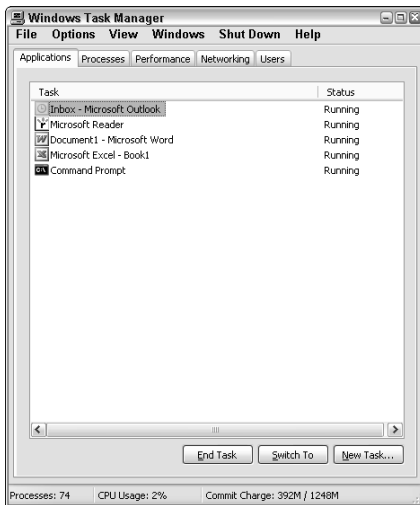 Windows Task Manager
File Options View Windows Shut Down Help
Applications Processes Performance Networking Users
Task Status
Inbox - Microsoft Outlook Running
Microsoft Reader Running
Document1 - Microsoft Word Running
Microsoft Excel - Book1 Running
Command Prompt Running
End Task Switch To New Task...
Processes: 74 CPU Usage: 2% Commit Charge: 392M / 1248M